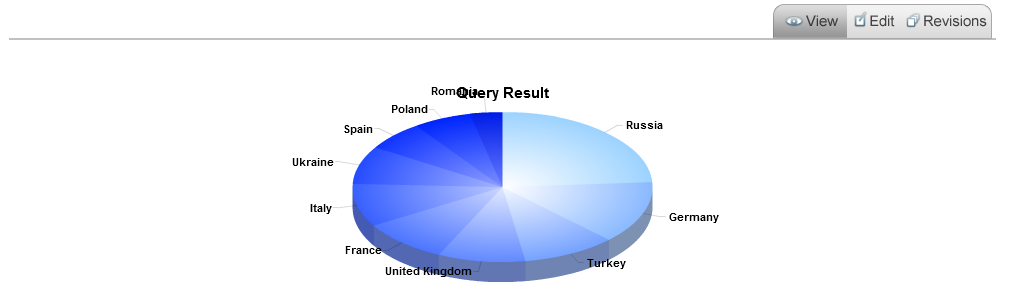 View Edit Revisions
Query Result
Romania
Poland
Russia
Spain
Ukraine
Italy
Germany
France
Turkey
United Kingdom